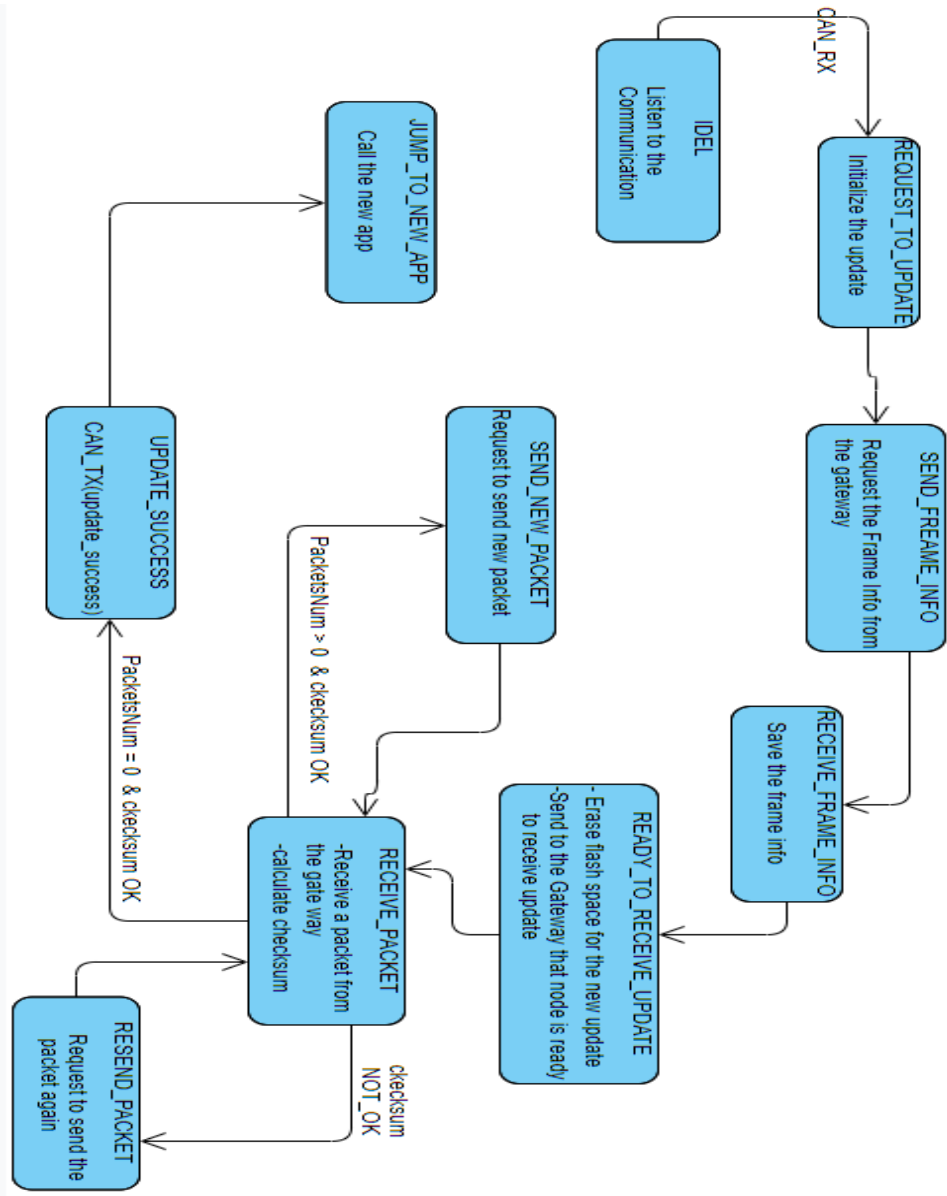 CAN_RX
IDEL
Listen to the
Communication
REQUEST_TO_UPDATE
Initialize the update
SEND_FREAME_INFO
Request the Frame Info from
the gateway
RECEIVE_FRAME_INFO
Save the frame info
READY_TO_RECEIVE_UPDATE
- Erase flash space for the new update
-Send to the Gateway that node is ready
to receive update
RECEIVE_PACKET
-Receive a packet from
the gate way
-calculate checksum
SEND_NEW_PACKET
Request to send new packet
PacketsNum > 0 & ckecksum OK
ckecksum
NOT_OK
RESEND_PACKET
Request to send the
packet again
PacketsNum = 0 & ckecksum OK
UPDATE_SUCCESS
CAN_TX(update_success)
JUMP_TO_NEW_APP
Call the new app